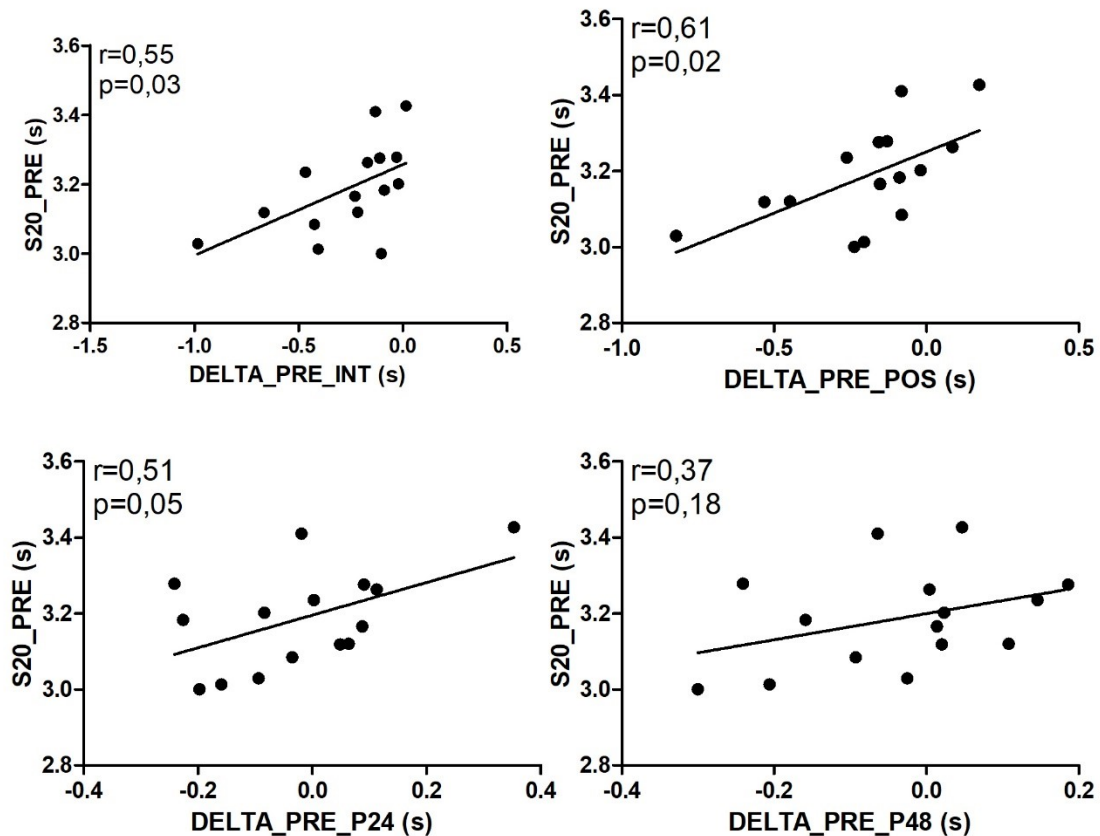 r=0,55
p=0,03
3.6
3.4
3.2
3.0
2.8
S20_PRE (s)
-1.5
-1.0
-0.5
0.0
0.5
DELTA_PRE_INT (s)
r=0,61
p=0,02
3.6
3.4
3.2
3.0
2.8
S20_PRE (s)
-1.0
-0.5
0.0
0.5
DELTA_PRE_POS (s)
r=0,51
p=0,05
3.6
3.4
3.2
3.0
2.8
S20_PRE (s)
-0.4
-0.2
0.0
0.2
0.4
DELTA_PRE_P24 (s)
r=0,37
p=0,18
3.6
3.4
3.2
3.0
2.8
S20_PRE (s)
-0.4
-0.2
0.0
0.2
DELTA_PRE_P48 (s)